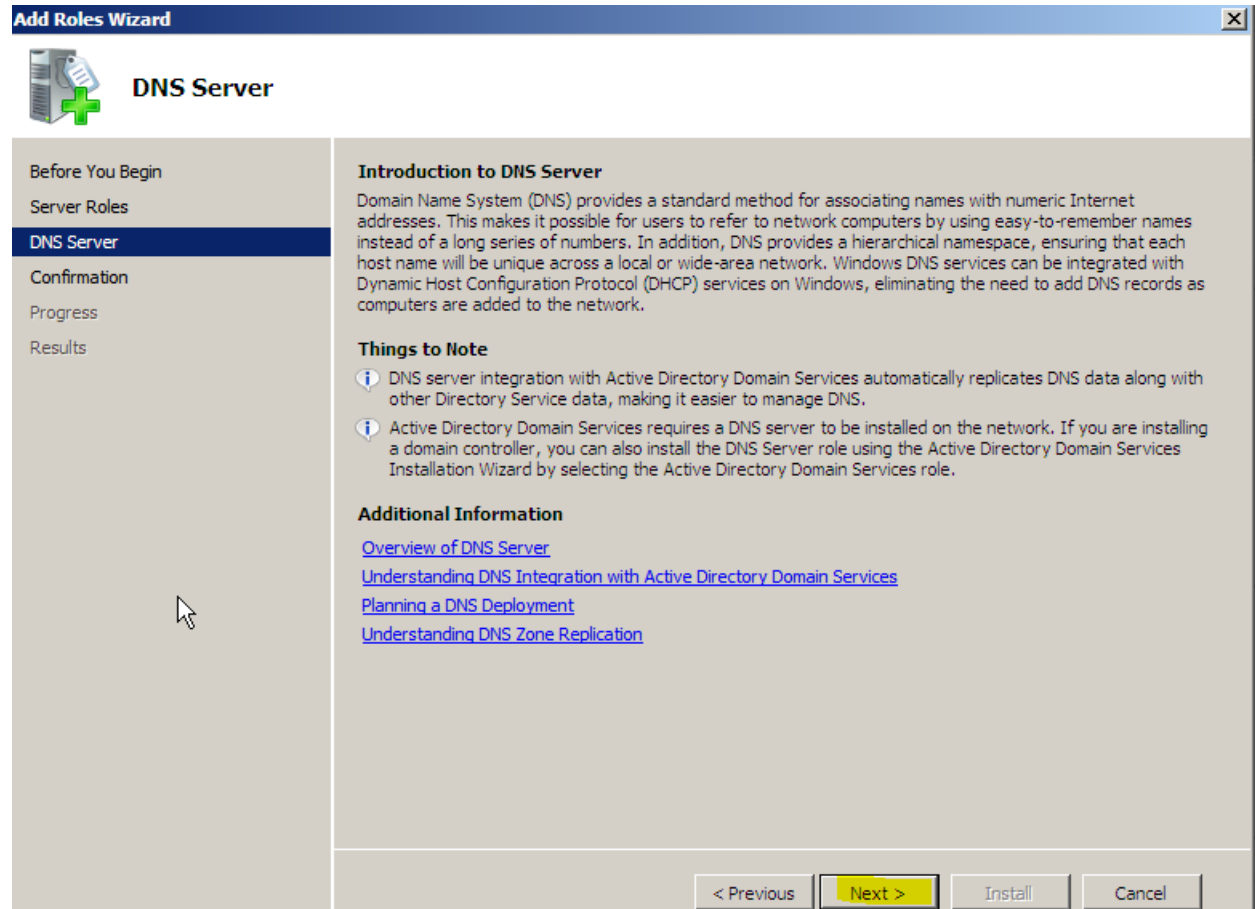 Add Roles Wizard
DNS Server
Before You Begin
Server Roles
DNS Server
Confirmation
Progress
Results
Introduction to DNS Server
Domain Name System (DNS) provides a standard method for associating names with numeric Internet
addresses. This makes it possible for users to refer to network computers by using easy-to-remember names
instead of a long series of numbers. In addition, DNS provides a hierarchical namespace, ensuring that each
host name will be unique across a local or wide-area network. Windows DNS services can be integrated with
Dynamic Host Configuration Protocol (DHCP) services on Windows, eliminating the need to add DNS records as
computers are added to the network.
Things to Note
DNS server integration with Active Directory Domain Services automatically replicates DNS data along with
other Directory Service data, making it easier to manage DNS.
Active Directory Domain Services requires a DNS server to be installed on the network. If you are installing
a domain controller, you can also install the DNS Server role using the Active Directory Domain Services
Installation Wizard by selecting the Active Directory Domain Services role.
Additional Information
Overview of DNS Server
Understanding DNS Integration with Active Directory Domain Services
Planning a DNS Deployment
Understanding DNS Zone Replication
< Previous
Next >
Install
Cancel